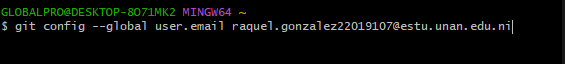 GLOBALPRO@DESKTOP-8O71MK2 MINGW64 ~
$ git config --global user.email raquel.gonzalez22019107@estu.unan.edu.ni